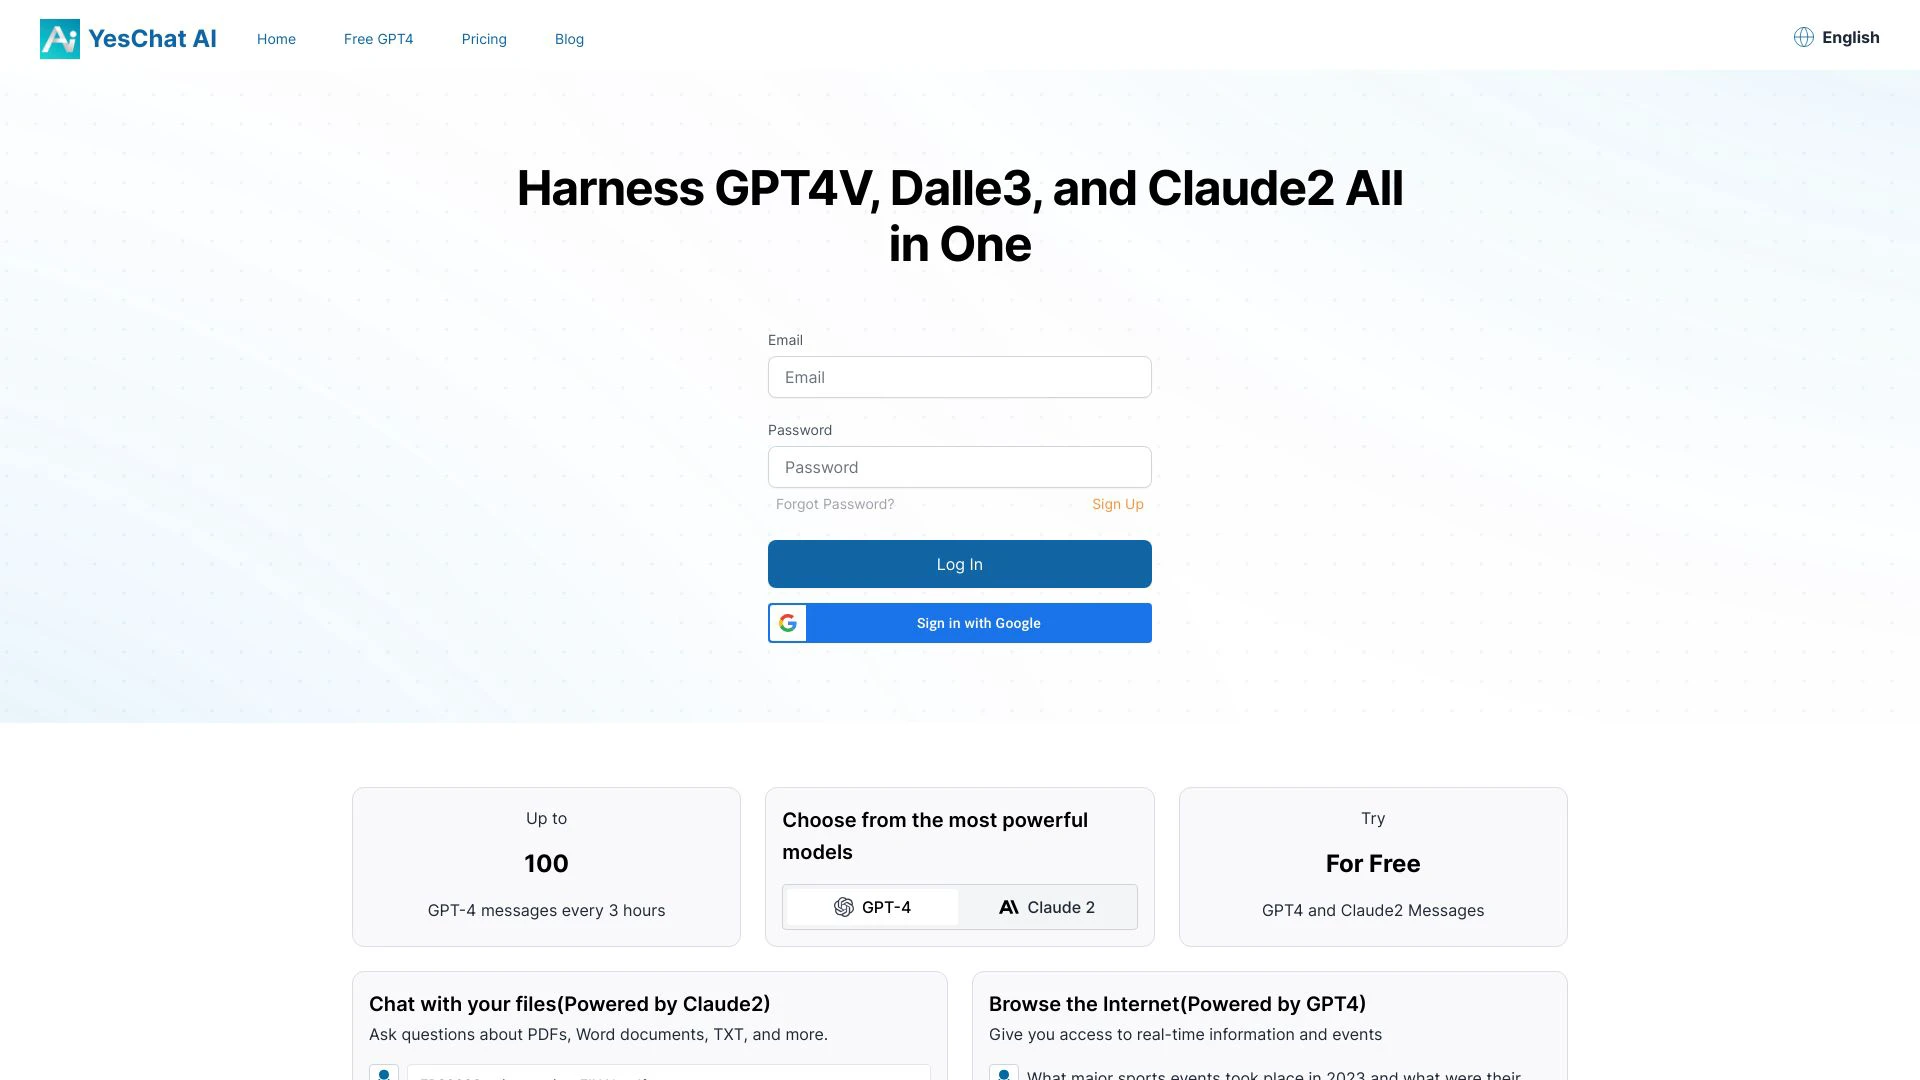 YesChat AI
Home
Free GPT4
Pricing
Blog
English
Harness GPT4V, Dalle3, and Claude2 All
in One
Email
Email
Password
Password
Forgot Password?
Sign Up
Log In
Sign in with Google
Up to
100
GPT-4 messages every 3 hours
Choose from the most powerful
models
GPT-4
Claude 2
Try
For Free
GPT4 and Claude2 Messages
Chat with your files(Powered by Claude2)
Ask questions about PDFs, Word documents, TXT, and more.
Browse the Internet(Powered by GPT4)
Give you access to real-time information and events
What major sports events took place in 2023 and what were their